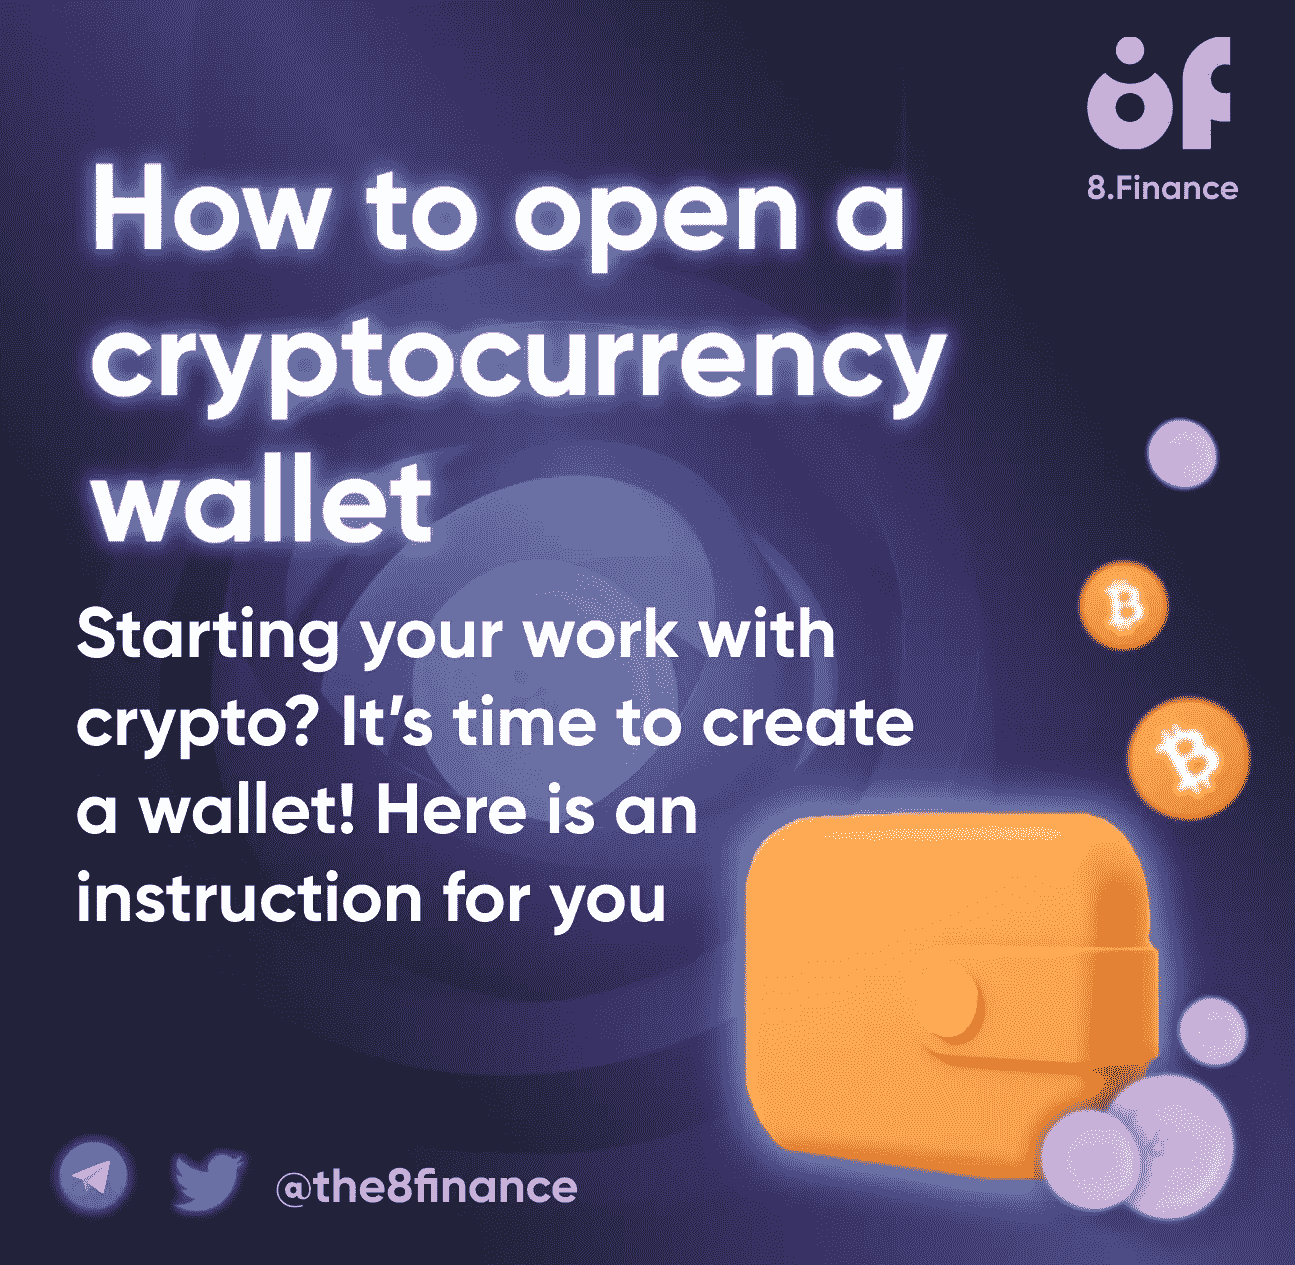 8.Finance
How to open a
cryptocurrency
wallet
Starting your work with
crypto? It's time to create
a wallet! Here is an
instruction for you
@the8finance